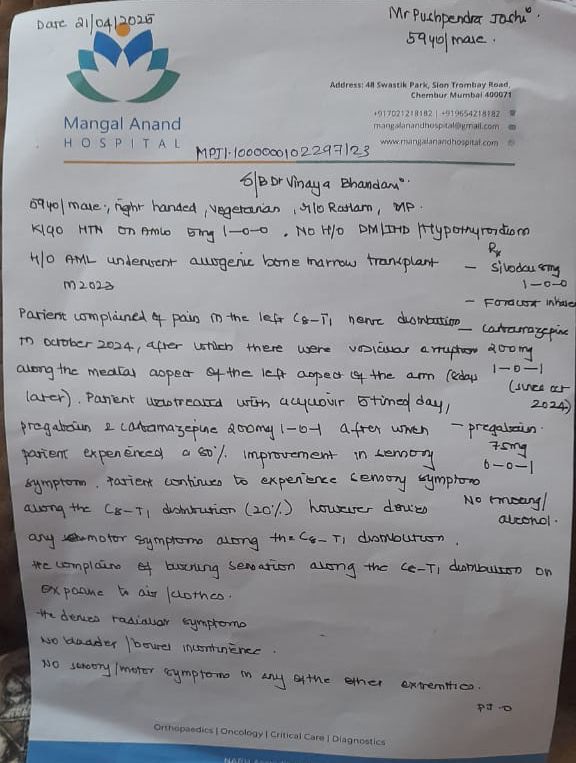 Date 21/04/2025
Mr Pushpendra Joshi
59yo/male.
Address: 48 Swastik Park, Sion Trombay Road,
Chembur Mumbai 400071
+917021218182 | +919654218182
mangalanandhospital@gmail.com
www.mangalanandhospital.com
Mangal Anand
HOSPITAL
MPJ1-1000000102297/23
S/B Dr Vinaya Bhandari
59yo/male, right handed, vegetarian, r/o Ratlam, MP.
K/c/o HTN on Amlo 5mg 1-0-0. No H/O DM/IHD/Hypothyroidism
H/O AML underwent allogenic bone marrow transplant
in 2023
Rx
- Silodau 8mg
1-0-0
- Foracort inhaler
- Carbamazepine
200mg
1-0-1
(since oct
2024)
- pregabalin
75mg
0-0-1
No smoking/
alcohol.
Patient complained of pain in the left C8-T1 nerve distribution
in october 2024, after which there were vesicular erruption
along the medial aspect of the left aspect of the arm (8days
later). Patient was treated with acyclovir 5 times day,
pregabalin & carbamazepine 200mg 1-0-1 after which
patient experienced a 80% improvement in sensory
symptom. Patient continues to experience sensory symptoms
along the C8-T1 distribution (20%) however denies
any motor symptoms along the C8-T1 distribution.
He complains of burning sensation along the C8-T1 distribution on
exposure to air/clothes.
He denies radicular symptoms
No bladder/bowel incontinence.
No sensory/motor symptoms in any of the other extremities.
PT-O
Orthopaedics | Oncology | Critical Care | Diagnostics